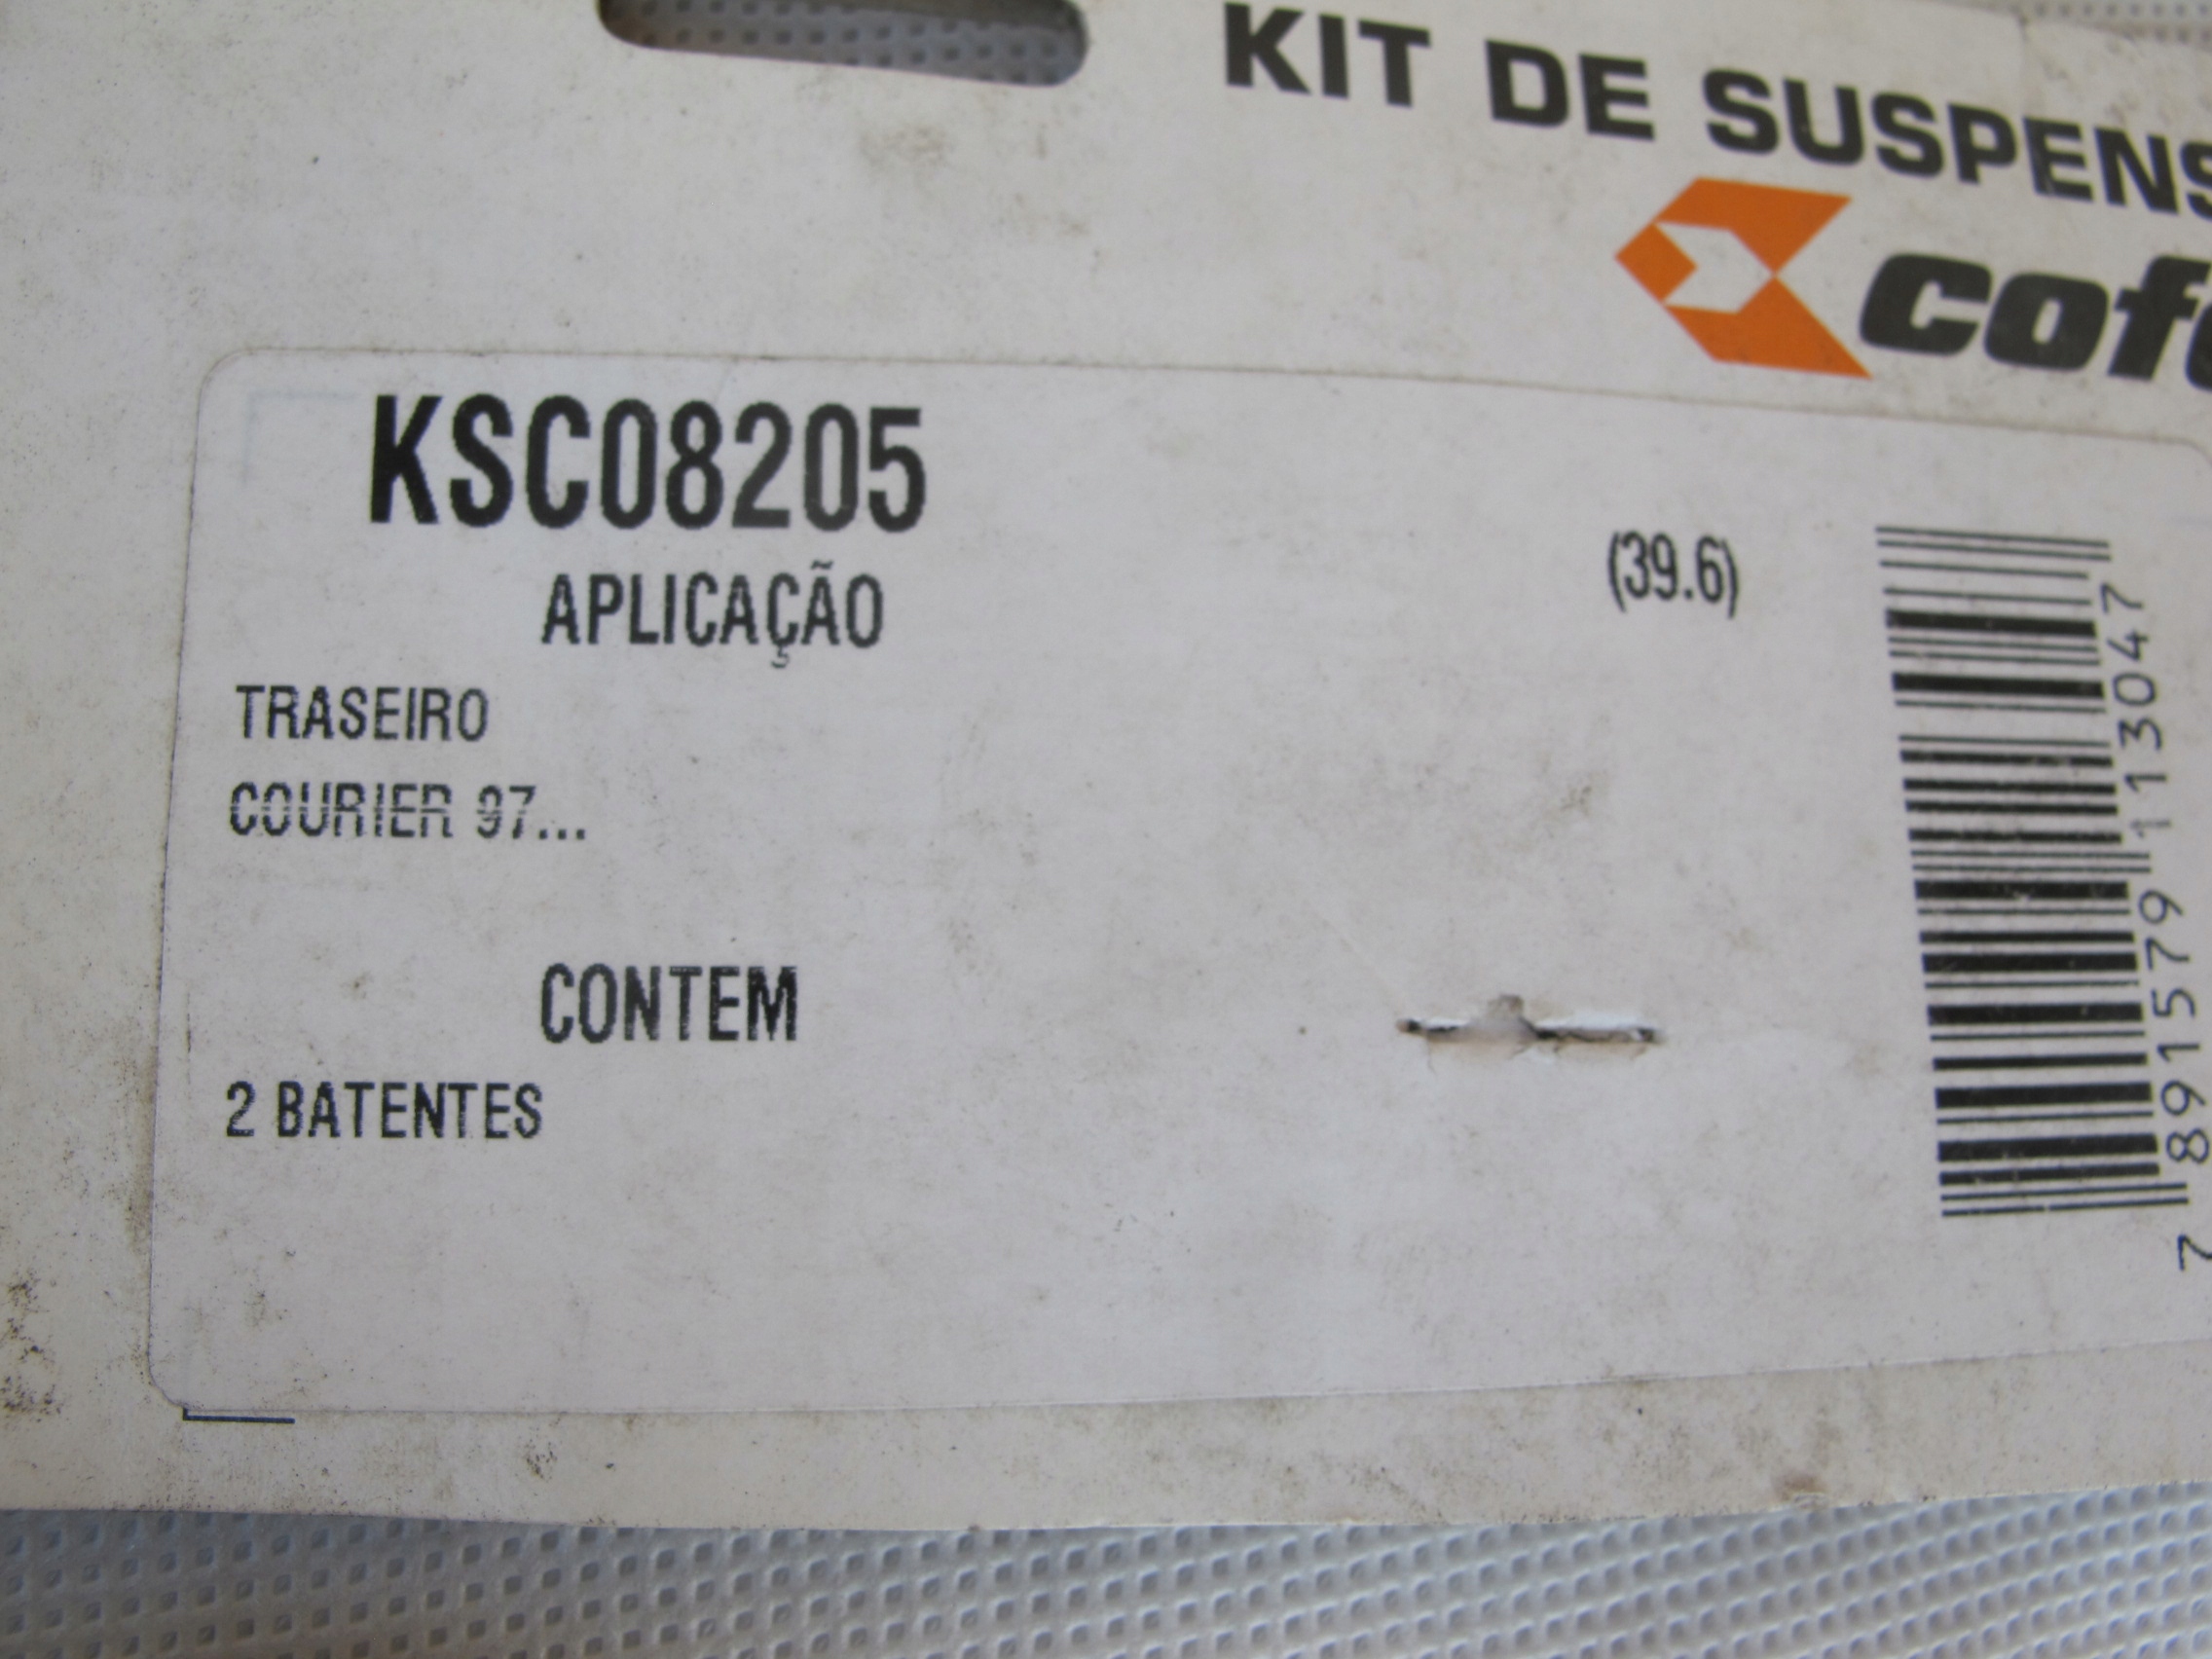 KIT DE SUSPENS
cof
KSC08205
APLICAÇÃO
(39.6)
TRASEIRO
COURIER 97...
CONTEM
2 BATENTES
7 891579 113047